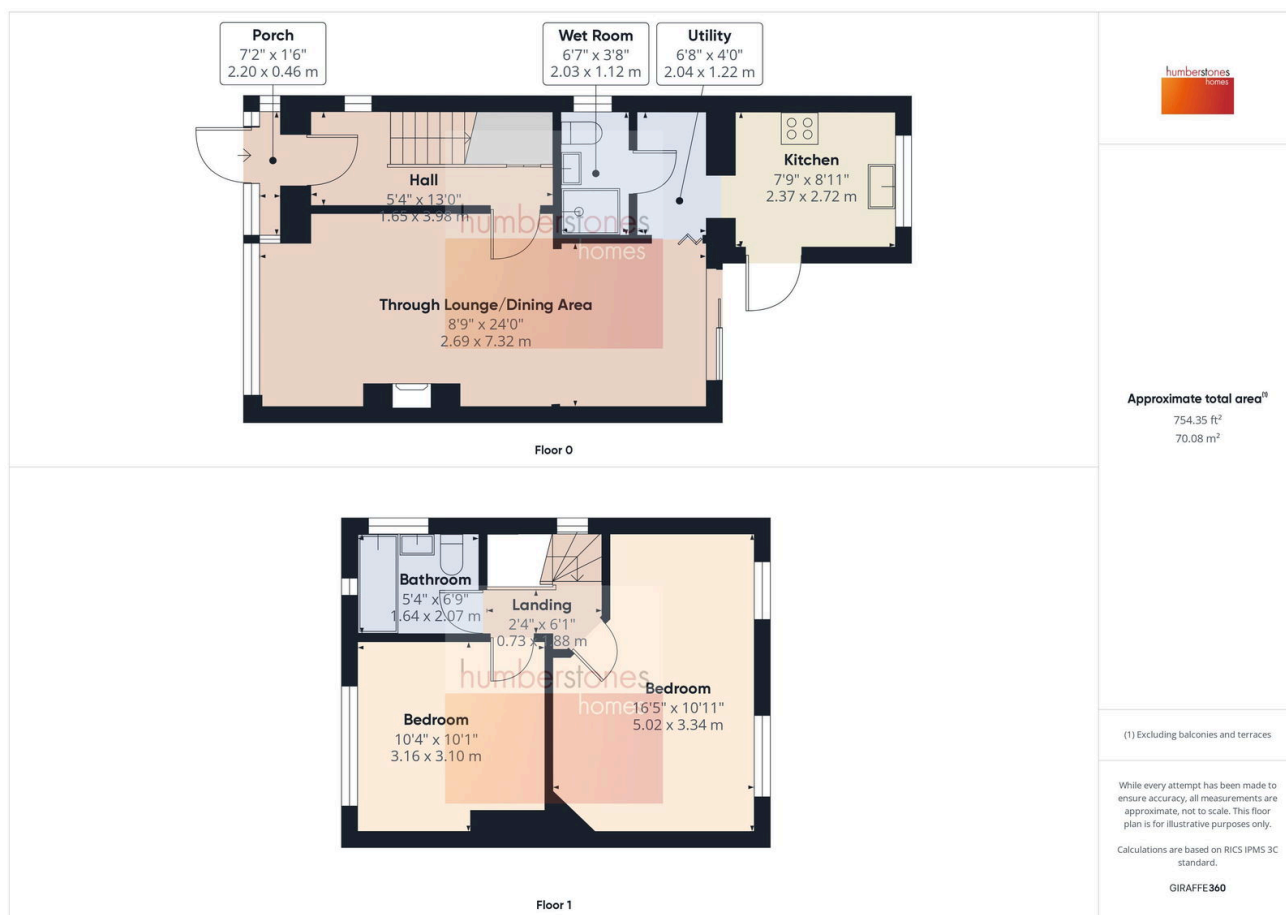 Porch
7'2" x 1'6"
2.20 x 0.46 m
Wet Room
6'7" x 3'8"
2.03 x 1.12 m
Utility
6'8" x 4'0"
2.04 x 1.22 m
Kitchen
7'9" x 8'11"
2.37 x 2.72 m
Hall
5'4" x 13'0"
1.65 x 3.98 m
humberstones
homes
Through Lounge/Dining Area
8'9" x 24'0"
2.69 x 7.32 m
Floor 0
Bathroom
5'4" x 6'9"
1.64 x 2.07 m
Landing
2'4" x 6'1"
0.73 x 1.88 m
humberstones
homes
Bedroom
16'5" x 10'11"
5.02 x 3.34 m
Bedroom
10'4" x 10'1"
3.16 x 3.10 m
Floor 1
humberstones
homes
Approximate total area(1)
754.35 ft²
70.08 m²
(1) Excluding balconies and terraces
While every attempt has been made to
ensure accuracy, all measurements are
approximate, not to scale. This floor
plan is for illustrative purposes only.
Calculations are based on RICS IPMS 3C
standard.
GIRAFFE360